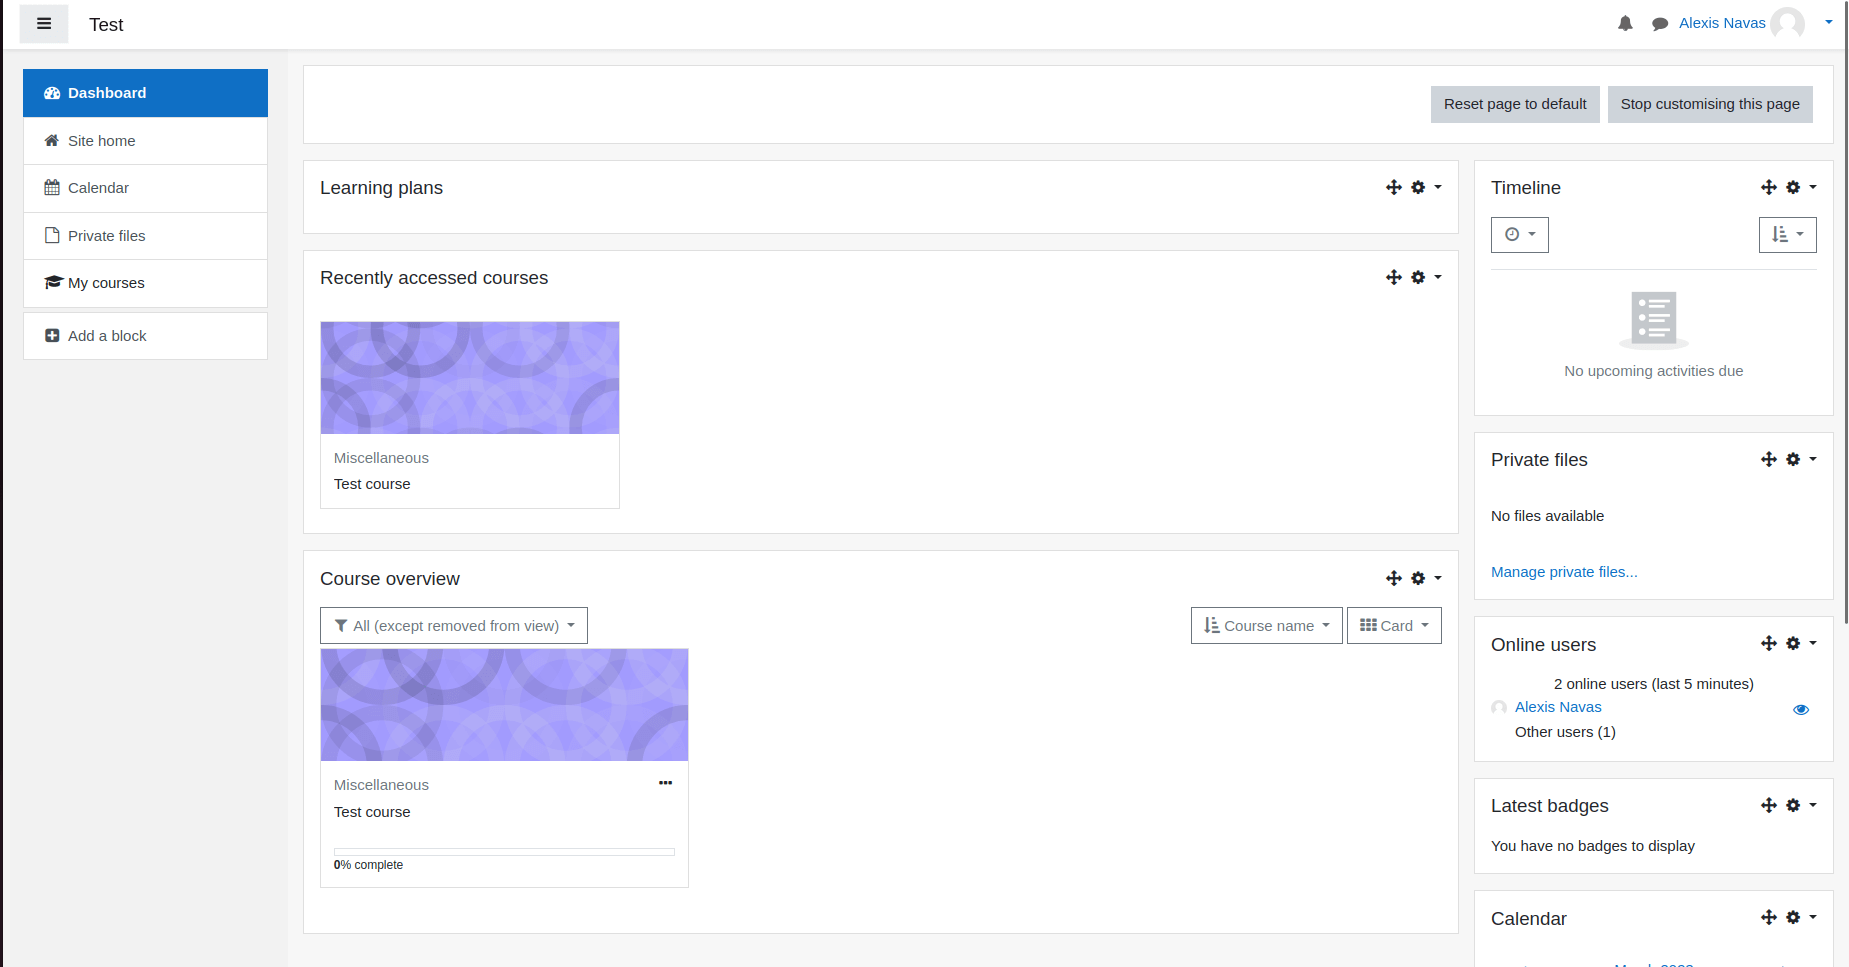 Test
Alexis Navas
Dashboard
Site home
Calendar
Private files
My courses
Add a block
Reset page to default
Stop customising this page
Learning plans
Recently accessed courses
Miscellaneous
Test course
Course overview
All (except removed from view)
Course name
Card
Miscellaneous
Test course
0% complete
Timeline
No upcoming activities due
Private files
No files available
Manage private files...
Online users
2 online users (last 5 minutes)
Alexis Navas
Other users (1)
Latest badges
You have no badges to display
Calendar